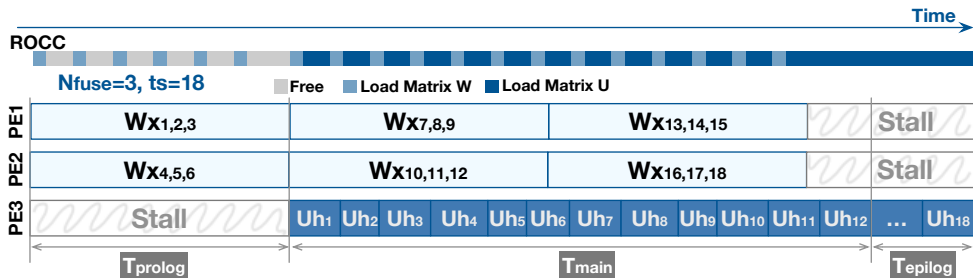 Time
ROCC
Nfuse=3, ts=18
Free Load Matrix W Load Matrix U
PE1 Wx1,2,3 Wx7,8,9 Wx13,14,15 Stall
PE2 Wx4,5,6 Wx10,11,12 Wx16,17,18 Stall
PE3 Stall Uh1 Uh2 Uh3 Uh4 Uh5 Uh6 Uh7 Uh8 Uh9 Uh10 Uh11 Uh12 ... Uh18
Tprolog Tmain Tepilog